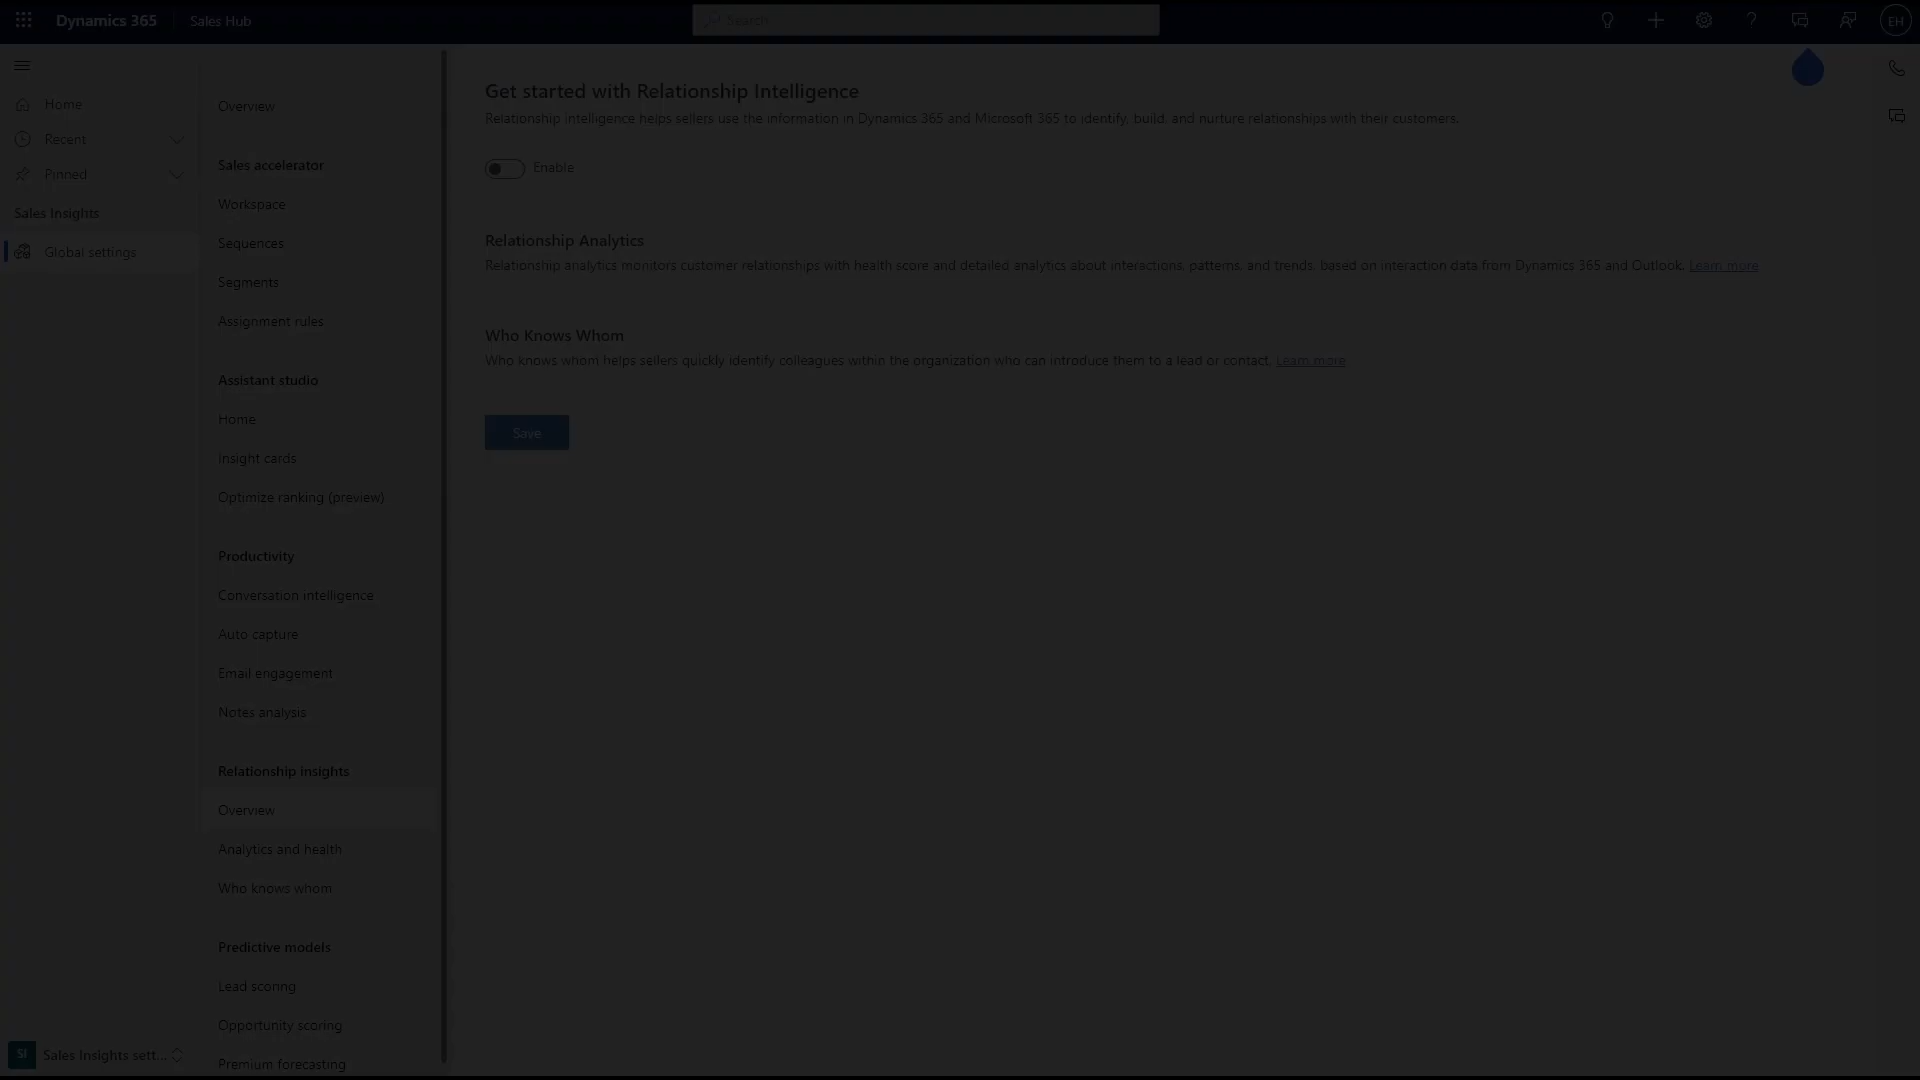 Dynamics 365
Sales Hub
Search
EH
Home
Recent
Pinned
Sales Insights
Global settings
SI
Sales Insights sett...
Overview
Sales accelerator
Workspace
Sequences
Segments
Assignment rules
Assistant studio
Home
Insight cards
Optimize ranking (preview)
Productivity
Conversation intelligence
Auto capture
Email engagement
Notes analysis
Relationship insights
Overview
Analytics and health
Who knows whom
Predictive models
Lead scoring
Opportunity scoring
Premium forecasting
Get started with Relationship Intelligence
Relationship intelligence helps sellers use the information in Dynamics 365 and Microsoft 365 to identify, build, and nurture relationships with their customers.
Enable
Relationship Analytics
Relationship analytics monitors customer relationships with health score and detailed analytics about interactions, patterns, and trends, based on interaction data from Dynamics 365 and Outlook. Learn more
Who Knows Whom
Who knows whom helps sellers quickly identify colleagues within the organization who can introduce them to a lead or contact. Learn more
Save